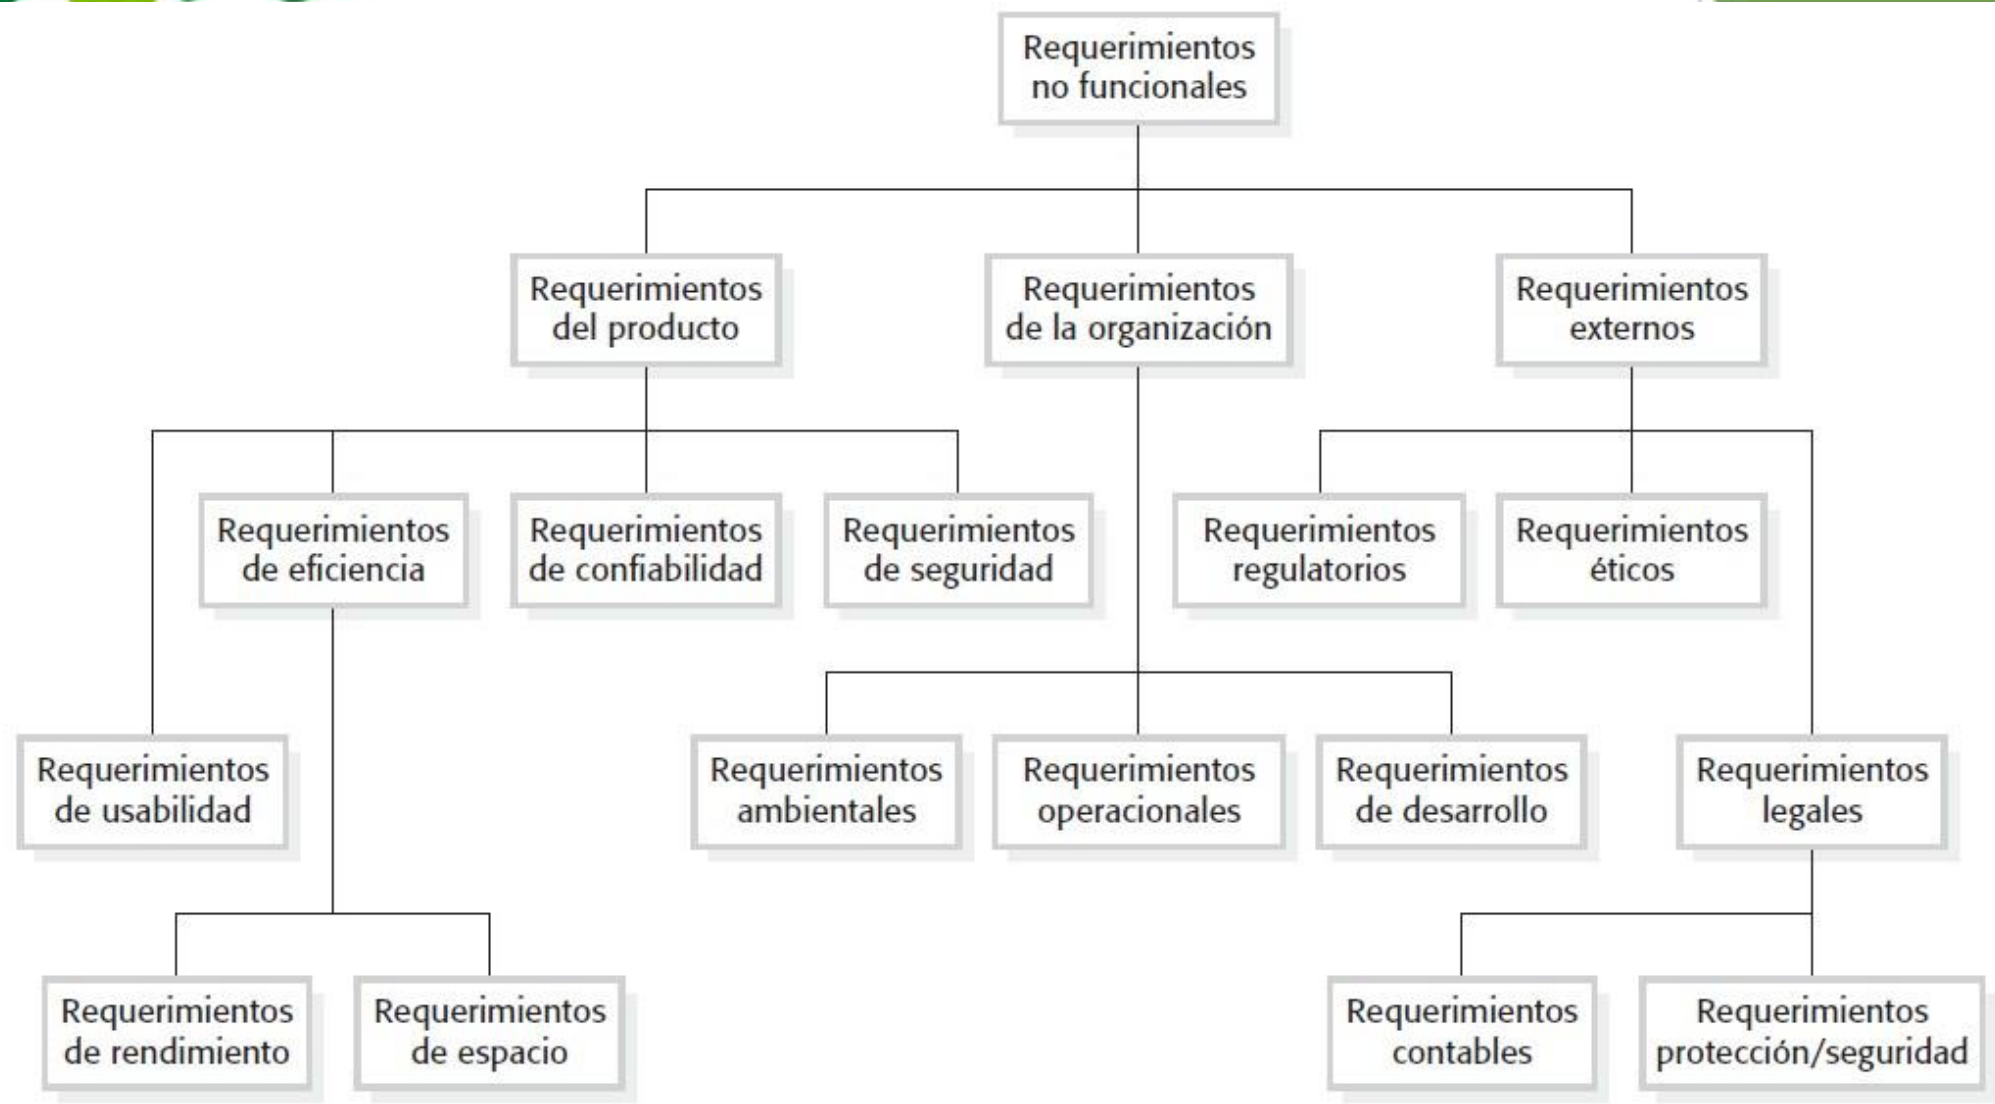 Requerimientos
no funcionales
Requerimientos
del producto
Requerimientos
de la organización
Requerimientos
externos
Requerimientos
de eficiencia
Requerimientos
de confiabilidad
Requerimientos
de seguridad
Requerimientos
regulatorios
Requerimientos
éticos
Requerimientos
de usabilidad
Requerimientos
ambientales
Requerimientos
operacionales
Requerimientos
de desarrollo
Requerimientos
legales
Requerimientos
de rendimiento
Requerimientos
de espacio
Requerimientos
contables
Requerimientos
protección/seguridad